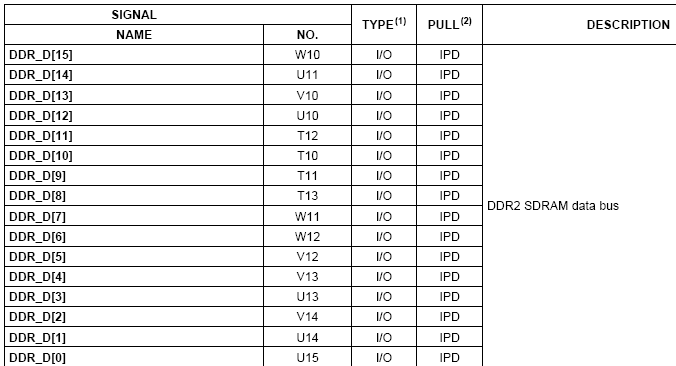 SIGNAL TYPE(1) PULL(2) DESCRIPTION
NAME NO.
DDR_D[15] W10 I/O IPD
DDR_D[14] U11 I/O IPD
DDR_D[13] V10 I/O IPD
DDR_D[12] U10 I/O IPD
DDR_D[11] T12 I/O IPD
DDR_D[10] T10 I/O IPD
DDR_D[9] T11 I/O IPD
DDR_D[8] T13 I/O IPD
DDR2 SDRAM data bus
DDR_D[7] W11 I/O IPD
DDR_D[6] W12 I/O IPD
DDR_D[5] V12 I/O IPD
DDR_D[4] V13 I/O IPD
DDR_D[3] U13 I/O IPD
DDR_D[2] V14 I/O IPD
DDR_D[1] U14 I/O IPD
DDR_D[0] U15 I/O IPD